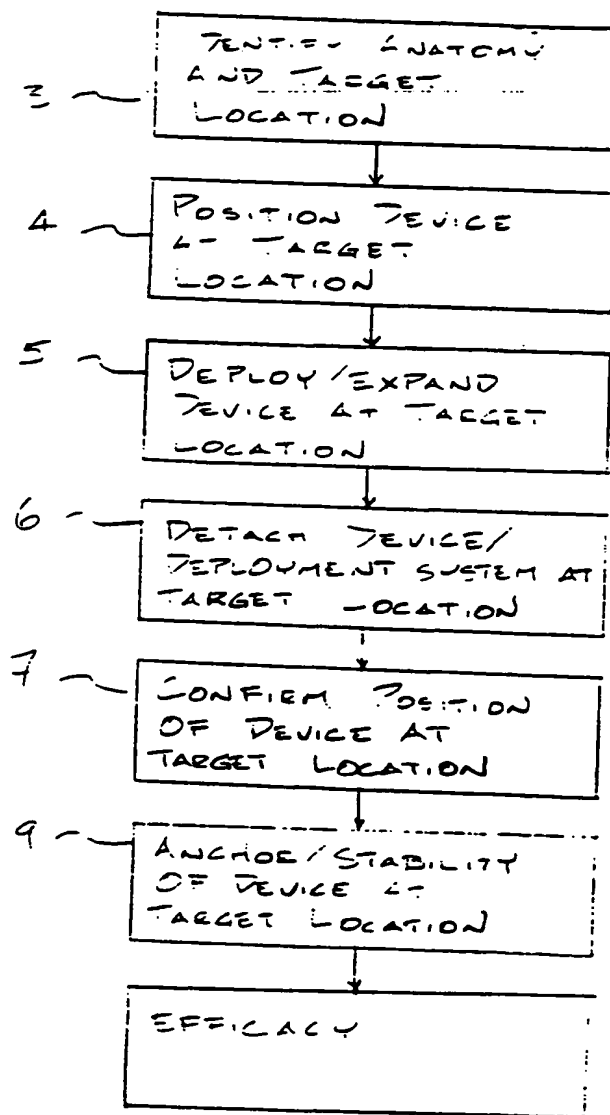 IDENTIFY ANATOMY
AND TARGET
3
LOCATION
4
POSITION DEVICE
AT TARGET
LOCATION
5
DEPLOY/EXPAND
DEVICE AT TARGET
LOCATION
6
DETACH DEVICE/
DEPLOYMENT SYSTEM AT
TARGET LOCATION
7
CONFIRM POSITION
OF DEVICE AT
TARGET LOCATION
9
ANCHOR/STABILITY
OF DEVICE AT
TARGET LOCATION
EFFICACY